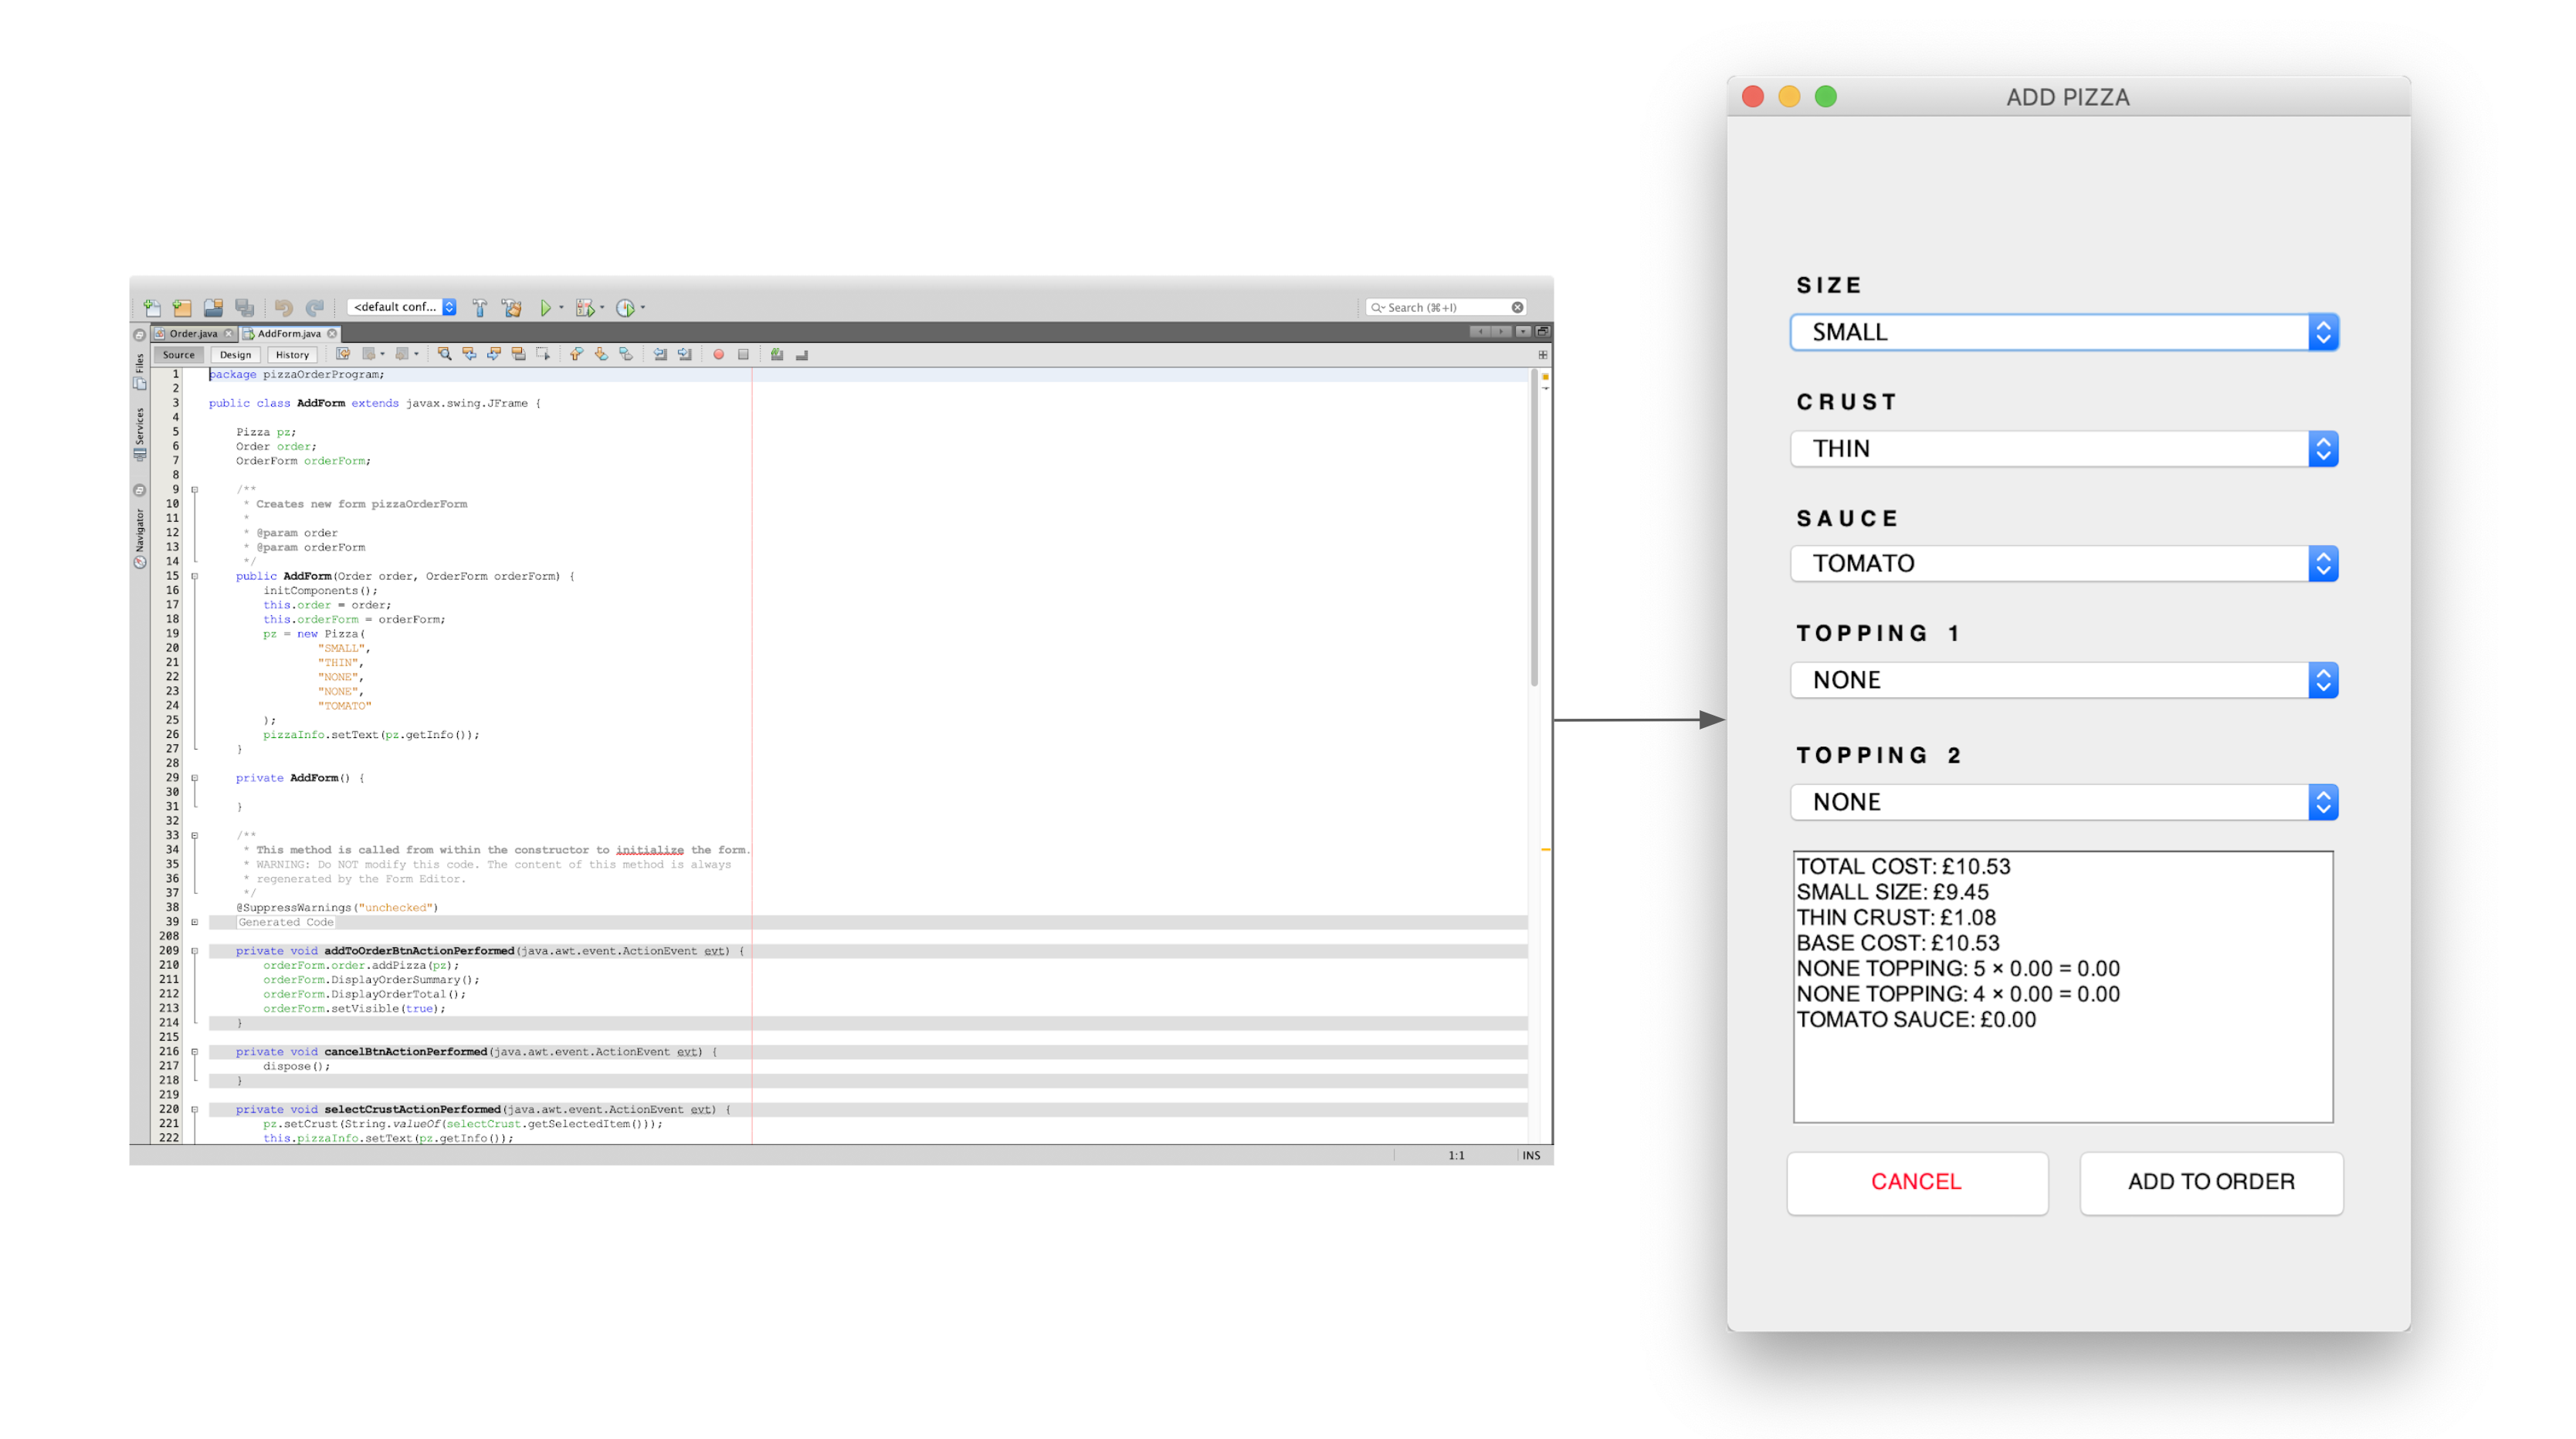 <default conf...
Search (⌘+I)
Order.java
AddForm.java
Source
Design
History
Files
Services
Navigator
1 package pizzaOrderProgram;
2
3 public class AddForm extends javax.swing.JFrame {
4
5 Pizza pz;
6 Order order;
7 OrderForm orderForm;
8
9 /**
10 * Creates new form pizzaOrderForm
11 *
12 * @param order
13 * @param orderForm
14 */
15 public AddForm(Order order, OrderForm orderForm) {
16 initComponents();
17 this.order = order;
18 this.orderForm = orderForm;
19 pz = new Pizza(
20 "SMALL",
21 "THIN",
22 "NONE",
23 "NONE",
24 "TOMATO"
25 );
26 pizzaInfo.setText(pz.getInfo());
27 }
28
29 private AddForm() {
30
31 }
32
33 /**
34 * This method is called from within the constructor to initialize the form.
35 * WARNING: Do NOT modify this code. The content of this method is always
36 * regenerated by the Form Editor.
37 */
38 @SuppressWarnings("unchecked")
39 Generated Code
208
209 private void addToOrderBtnActionPerformed(java.awt.event.ActionEvent evt) {
210 orderForm.order.addPizza(pz);
211 orderForm.DisplayOrderSummary();
212 orderForm.DisplayOrderTotal();
213 orderForm.setVisible(true);
214 }
215
216 private void cancelBtnActionPerformed(java.awt.event.ActionEvent evt) {
217 dispose();
218 }
219
220 private void selectCrustActionPerformed(java.awt.event.ActionEvent evt) {
221 pz.setCrust(String.valueOf(selectCrust.getSelectedItem()));
222 this.pizzaInfo.setText(pz.getInfo());
1:1
INS
ADD PIZZA
SIZE
SMALL
CRUST
THIN
SAUCE
TOMATO
TOPPING 1
NONE
TOPPING 2
NONE
TOTAL COST: £10.53
SMALL SIZE: £9.45
THIN CRUST: £1.08
BASE COST: £10.53
NONE TOPPING: 5 × 0.00 = 0.00
NONE TOPPING: 4 × 0.00 = 0.00
TOMATO SAUCE: £0.00
CANCEL
ADD TO ORDER